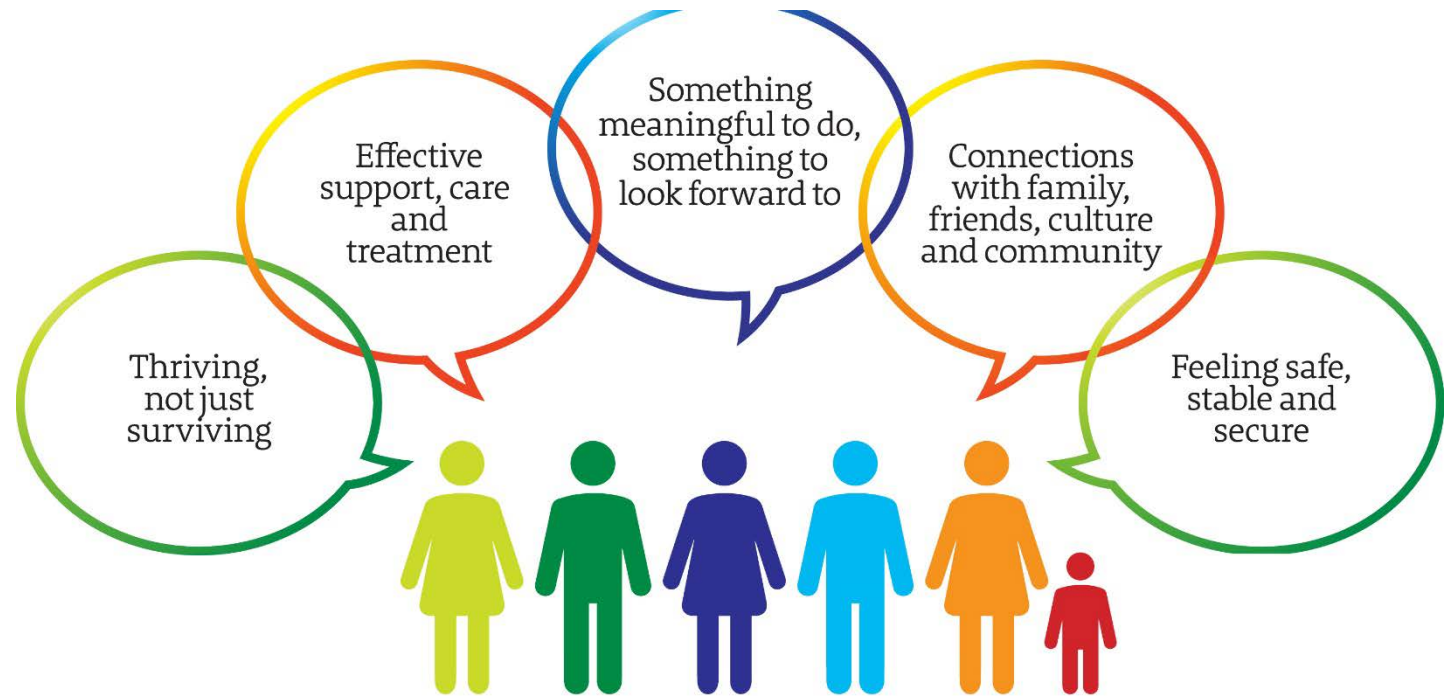 Thriving,
not just
surviving
Effective
support, care
and
treatment
Something
meaningful to do,
something to
look forward to
Connections
with family,
friends, culture
and community
Feeling safe,
stable and
secure